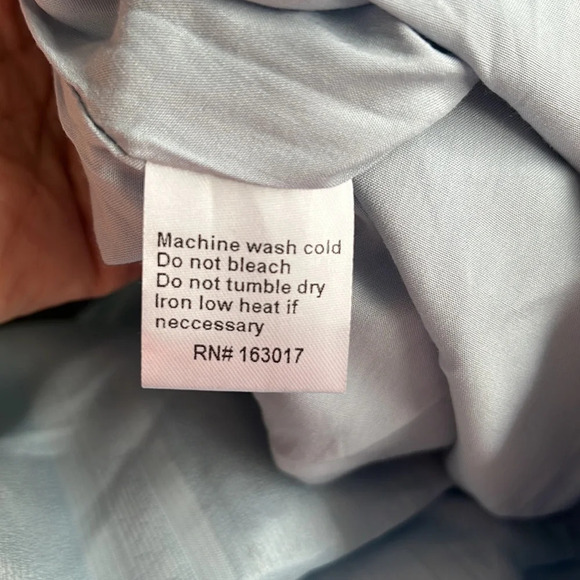 Machine wash cold
Do not bleach
Do not tumble dry
Iron low heat if
neccessary
RN# 163017